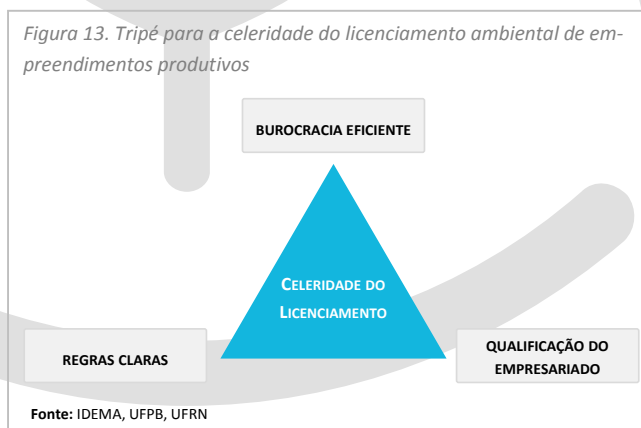 Figura 13. Tripé para a celeridade do licenciamento ambiental de em-
preendimentos produtivos
BUROCRACIA EFICIENTE
CELERIDADE DO
LICENCIAMENTO
REGRAS CLARAS
QUALIFICAÇÃO DO
EMPRESARIADO
Fonte: IDEMA, UFPB, UFRN